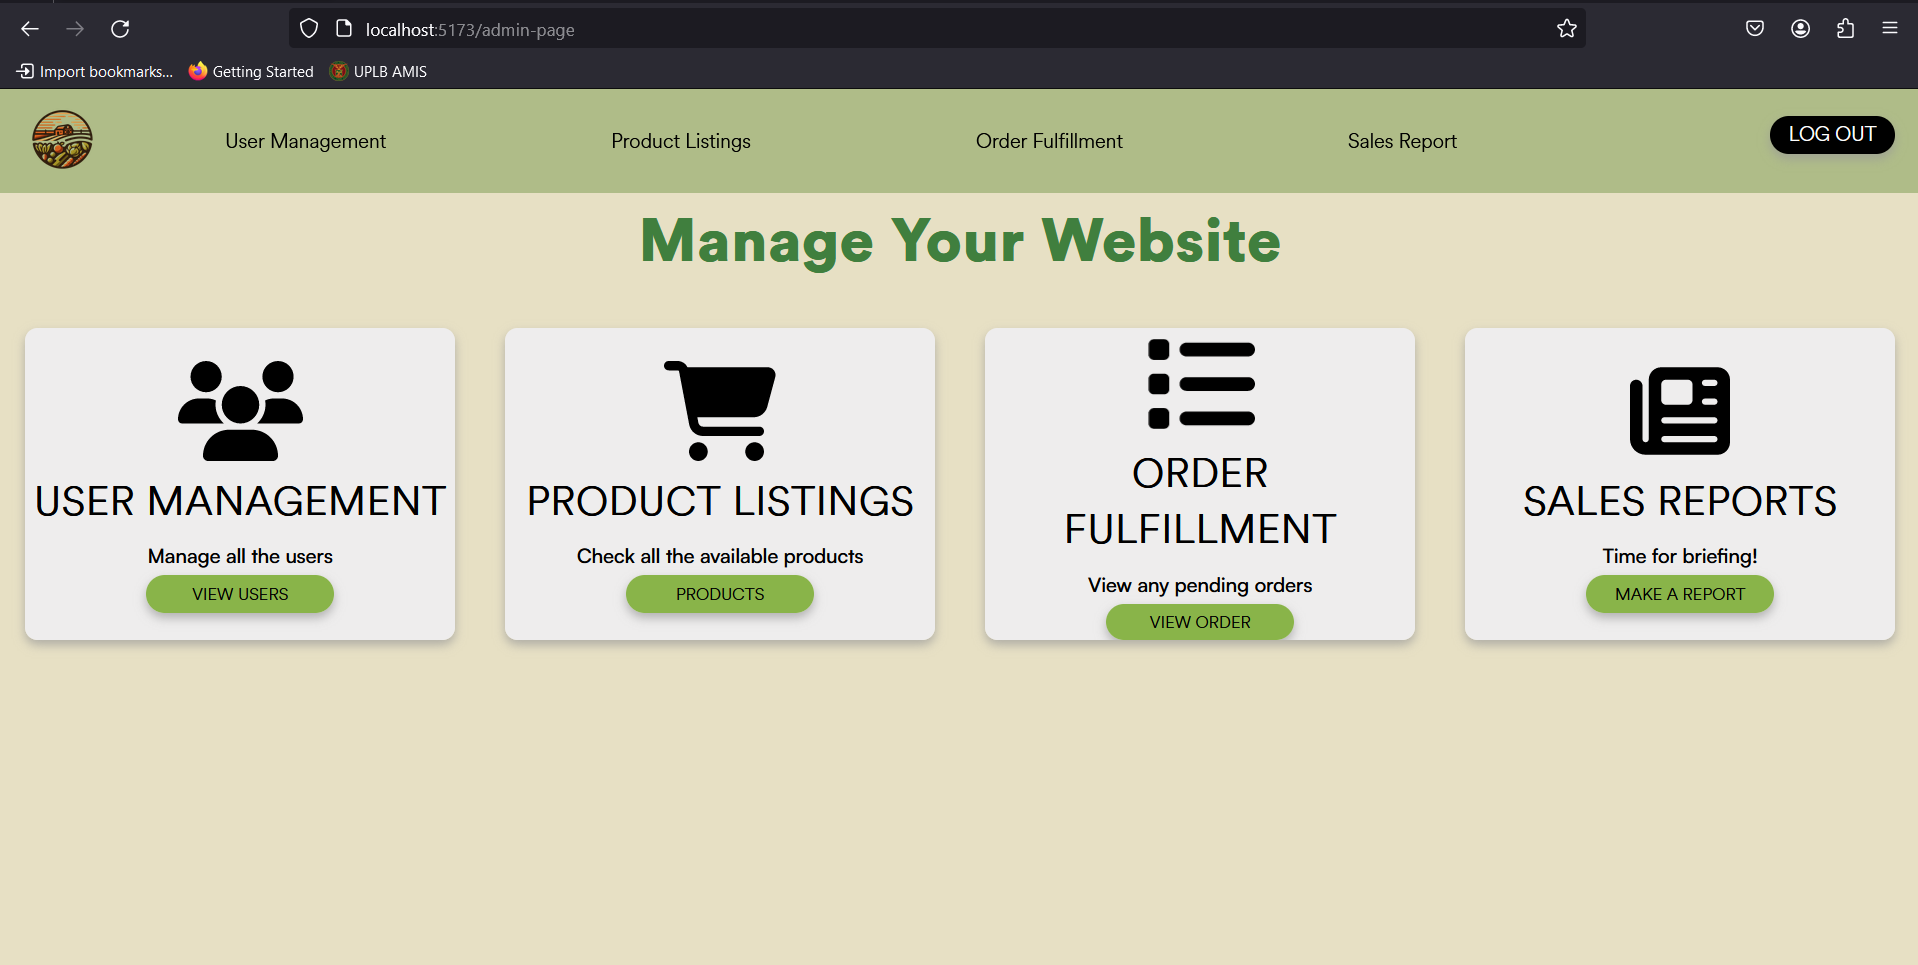 localhost:5173/admin-page
Import bookmarks... Getting Started UPLB AMIS
User Management Product Listings Order Fulfillment Sales Report LOG OUT
Manage Your Website
USER MANAGEMENT
Manage all the users
VIEW USERS
PRODUCT LISTINGS
Check all the available products
PRODUCTS
ORDER
FULFILLMENT
View any pending orders
VIEW ORDER
SALES REPORTS
Time for briefing!
MAKE A REPORT